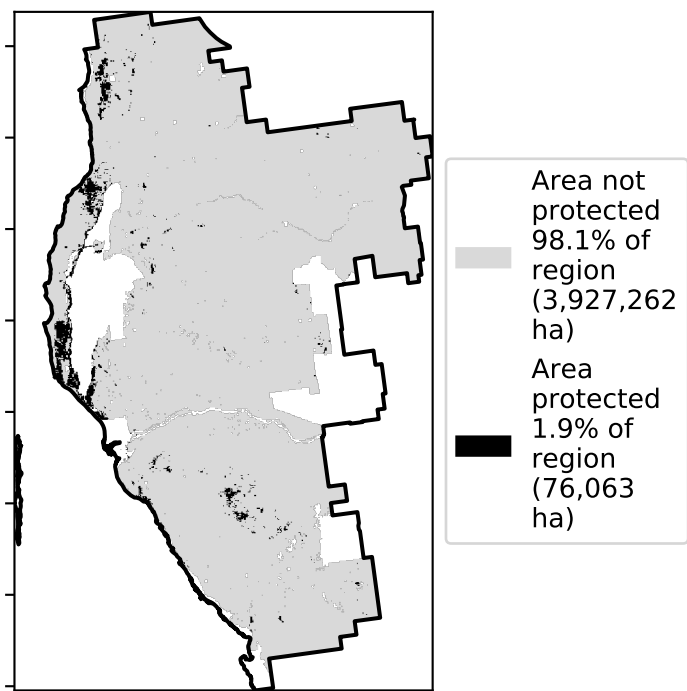 Area not
protected
98.1% of
region
(3,927,262
ha)
Area
protected
1.9% of
region
(76,063
ha)